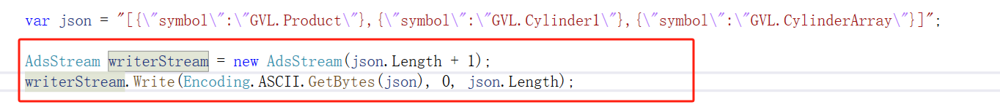 var json = "[{\"symbol\":\"GVL.Product\"},{\"symbol\":\"GVL.Cylinder1\"},{\"symbol\":\"GVL.CylinderArray\"}]";
AdsStream writerStream = new AdsStream(json.Length + 1);
writerStream.Write(Encoding.ASCII.GetBytes(json), 0, json.Length);